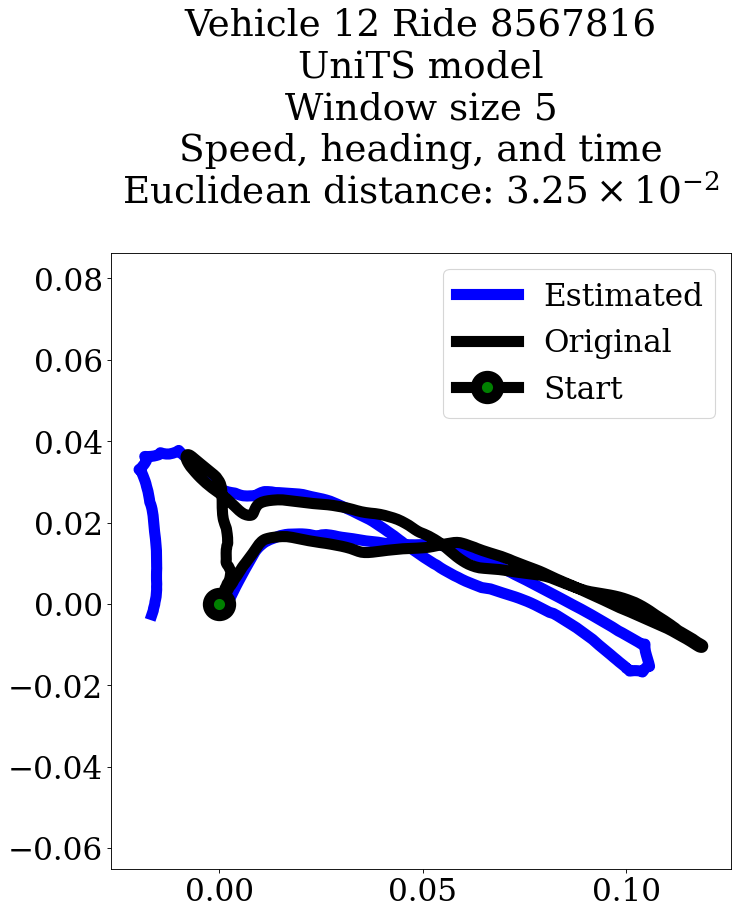 Vehicle 12 Ride 8567816
UniTS model
Window size 5
Speed, heading, and time
Euclidean distance: 3.25 × 10⁻²
Estimated
Original
Start
0.08
0.06
0.04
0.02
0.00
−0.02
−0.04
−0.06
0.00 0.05 0.10